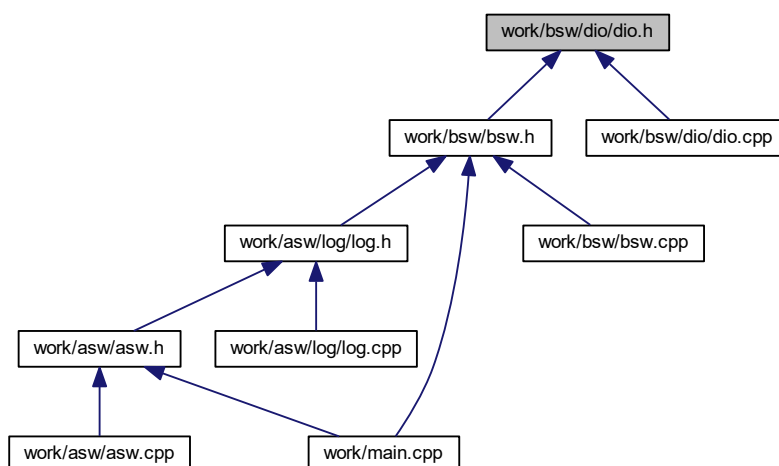 work/bsw/dio/dio.h
work/bsw/bsw.h
work/bsw/dio/dio.cpp
work/asw/log/log.h
work/bsw/bsw.cpp
work/asw/asw.h
work/asw/log/log.cpp
work/asw/asw.cpp
work/main.cpp